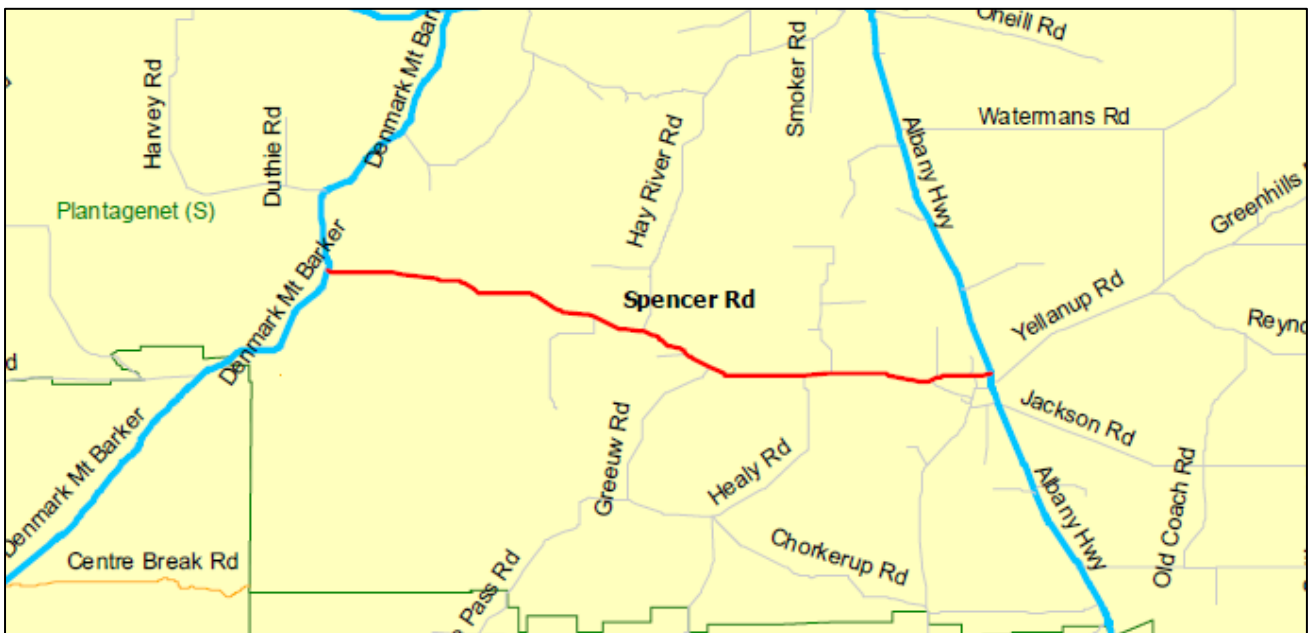 Oneill Rd
Harvey Rd
Duthie Rd
Denmark Mt Bar
Smoker Rd
Watermans Rd
Albany Hwy
Hay River Rd
Greenhills
Plantagenet (S)
Denmark Mt Barker
Spencer Rd
Yellanup Rd
Reyno
d
Jackson Rd
Greeuw Rd
Healy Rd
Denmark Mt Barker
Albany Hwy
Old Coach Rd
Centre Break Rd
Chorkerup Rd
Pass Rd